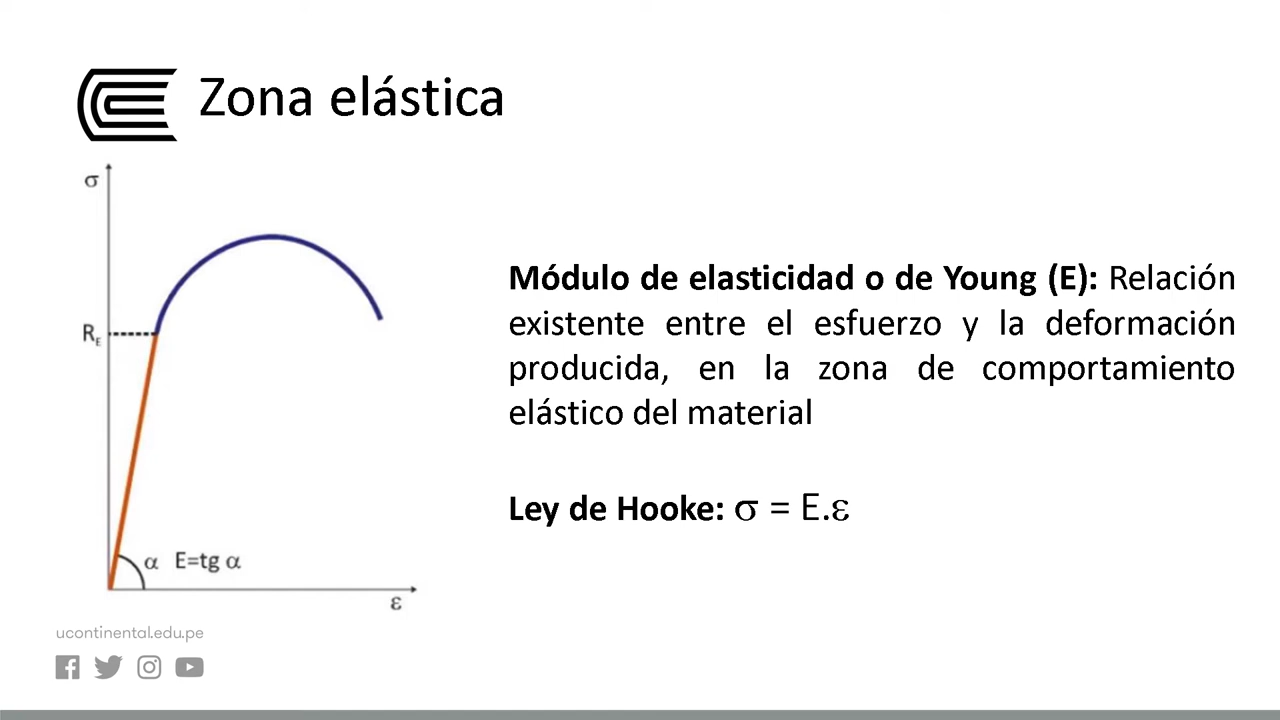 Zona elástica
σ
R_E
α E=tg α
ε
Módulo de elasticidad o de Young (E): Relación
existente entre el esfuerzo y la deformación
producida, en la zona de comportamiento
elástico del material
Ley de Hooke: σ = E.ε
ucontinental.edu.pe